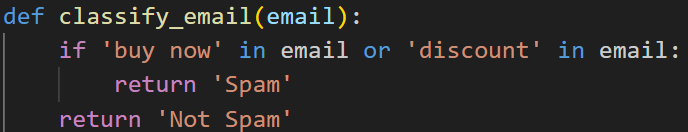 def classify_email(email):
    if 'buy now' in email or 'discount' in email:
        return 'Spam'
    return 'Not Spam'